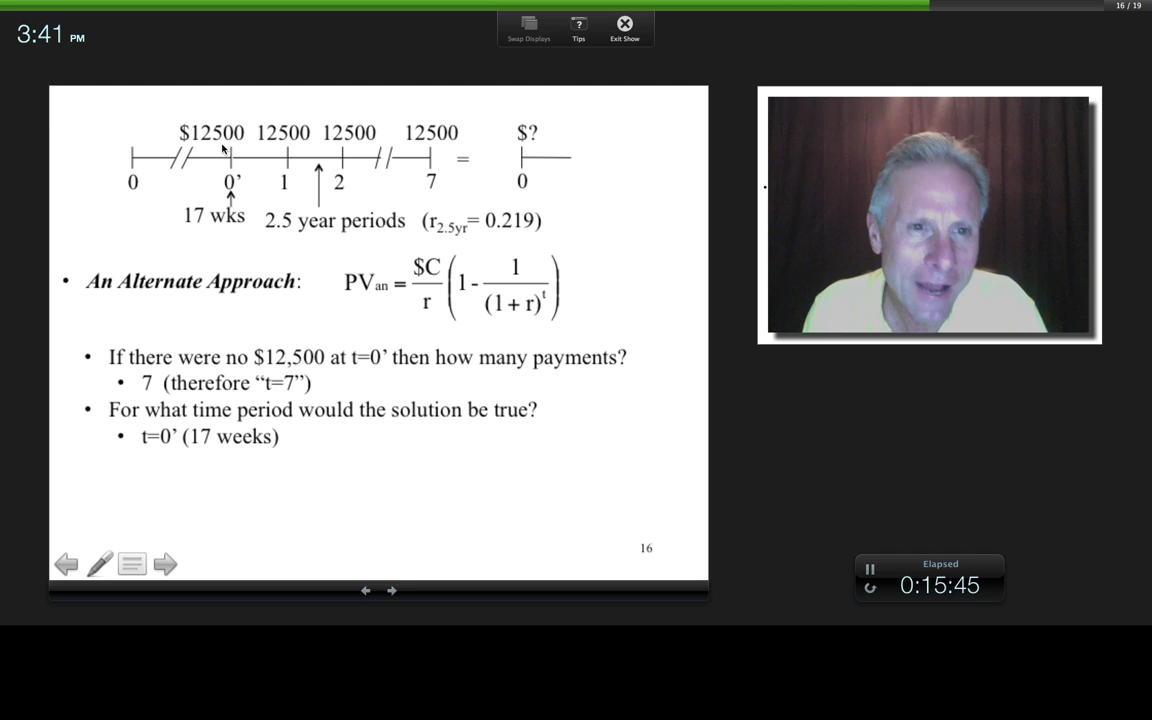 16 / 19
3:41 PM
Swap Displays Tips Exit Show
$12500 12500 12500 12500 $?
=
0 0’ 1 2 7 0
17 wks 2.5 year periods (r2.5yr= 0.219)
• An Alternate Approach: PVan = $C/r (1 - 1/(1 + r)^t)
• If there were no $12,500 at t=0’ then how many payments?
• 7 (therefore “t=7”)
• For what time period would the solution be true?
• t=0’ (17 weeks)
16
Elapsed
0:15:45